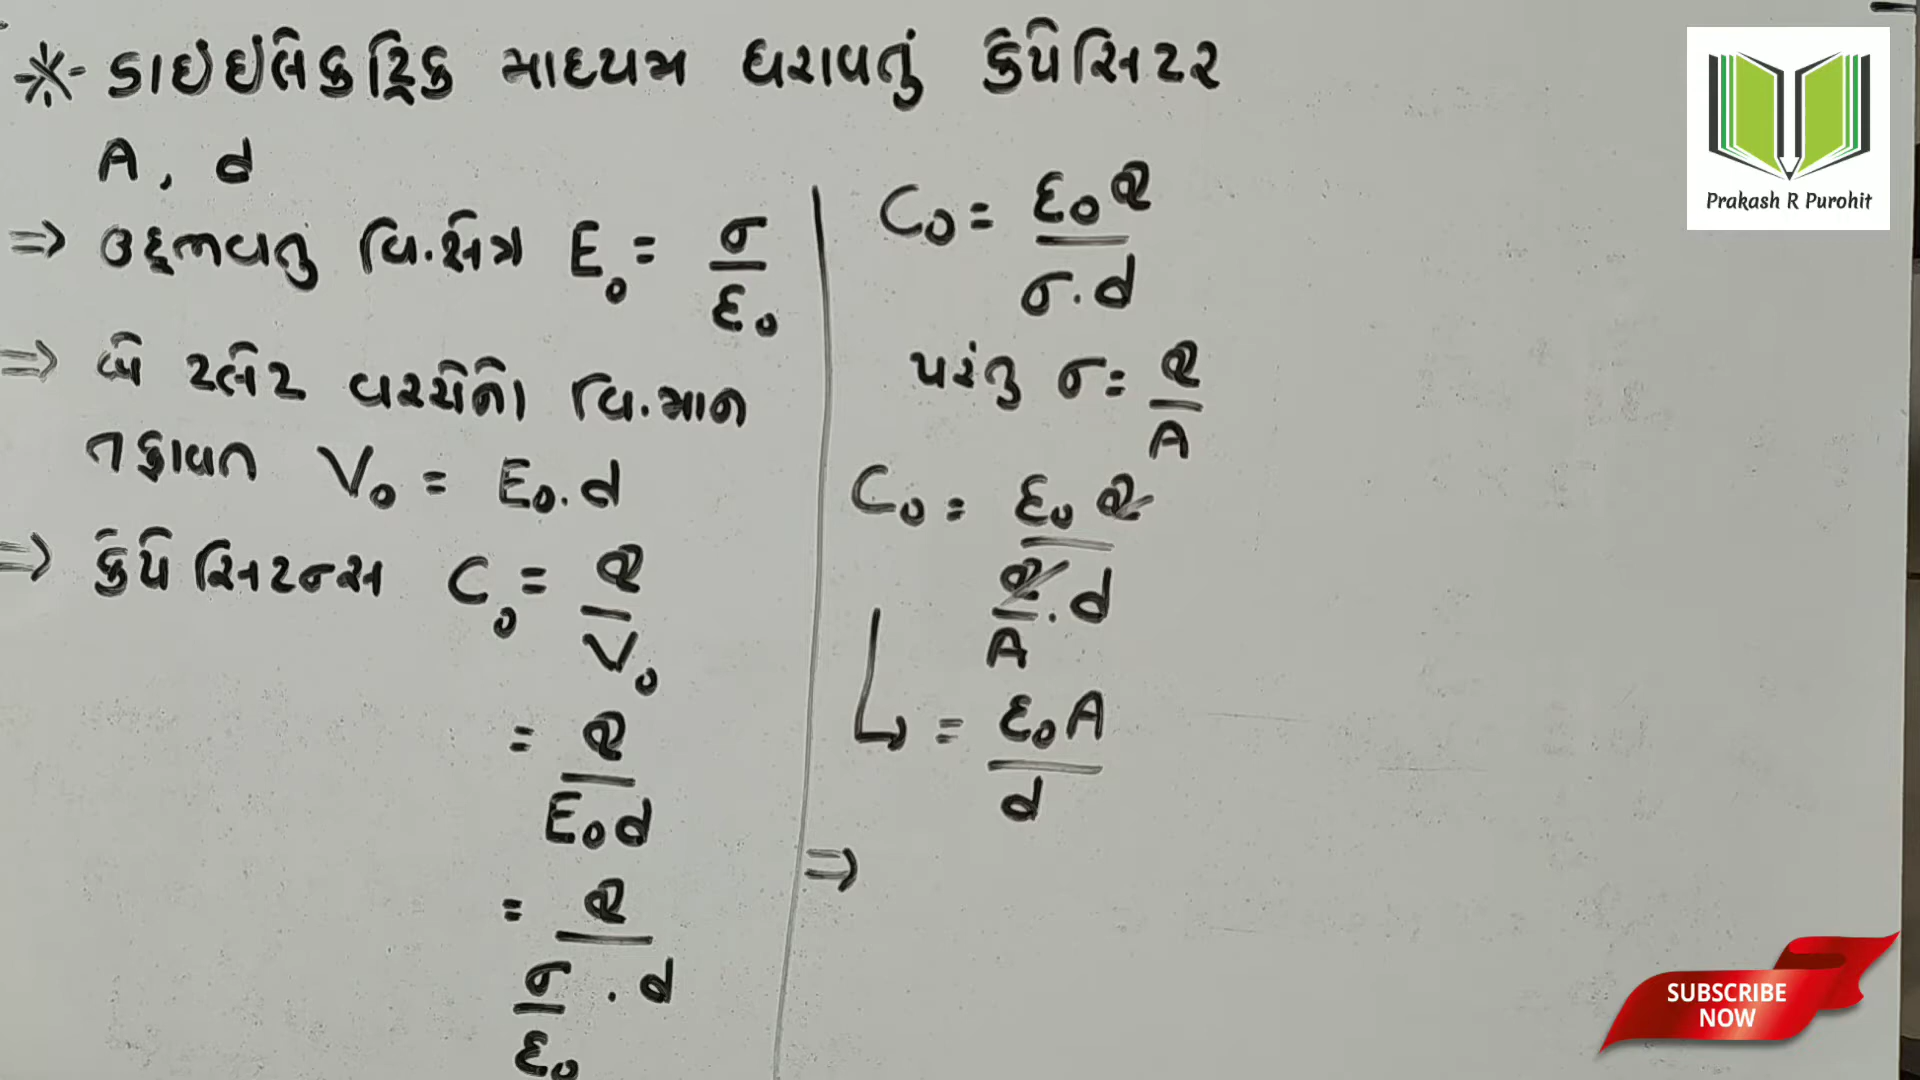 * ડાઇઇલેક્ટ્રિક માધ્યમ ધરાવતું કેપેસિટર
A, d
⇒ ઉદ્ભવતું વિ.ક્ષેત્ર E₀ = σ/ε₀
⇒ બે પ્લેટ વચ્ચેનો વિ.માન
તફાવત V₀ = E₀.d
⇒ કેપેસિટન્સ C₀ = Q/V₀
= Q/E₀d
= Q/(σ/ε₀ . d)
C₀ = ε₀Q/σ.d
પરંતુ σ = Q/A
C₀ = ε₀Q/(Q/A . d)
↳ = ε₀A/d
⇒
Prakash R Purohit
SUBSCRIBE
NOW